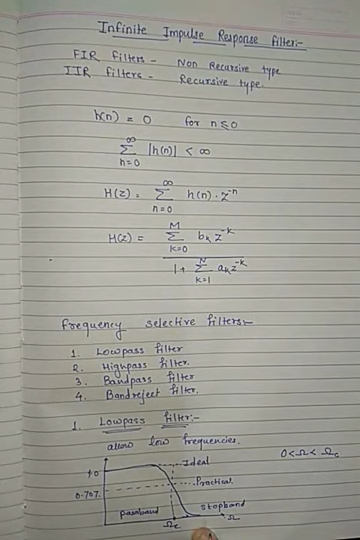 Infinite Impulse Response filter:-
FIR filters - Non Recursive type
IIR filters - Recursive type.
h(n) = 0 for n ≤ 0
∞
Σ |h(n)| < ∞
n=0
∞
H(z) = Σ h(n) · z^-n
n=0
M
H(z) = Σ b_k z^-k
k=0
N
1 + Σ a_k z^-k
k=1
frequency selective filters:-
1. Lowpass filter
2. Highpass filter.
3. Bandpass filter
4. Bandreject filter.
1. Lowpass filter:-
allow low frequencies.
0<Ω< Ω_c
1.0
Ideal
0.707
Practical
passband
stopband
Ω_c
Ω